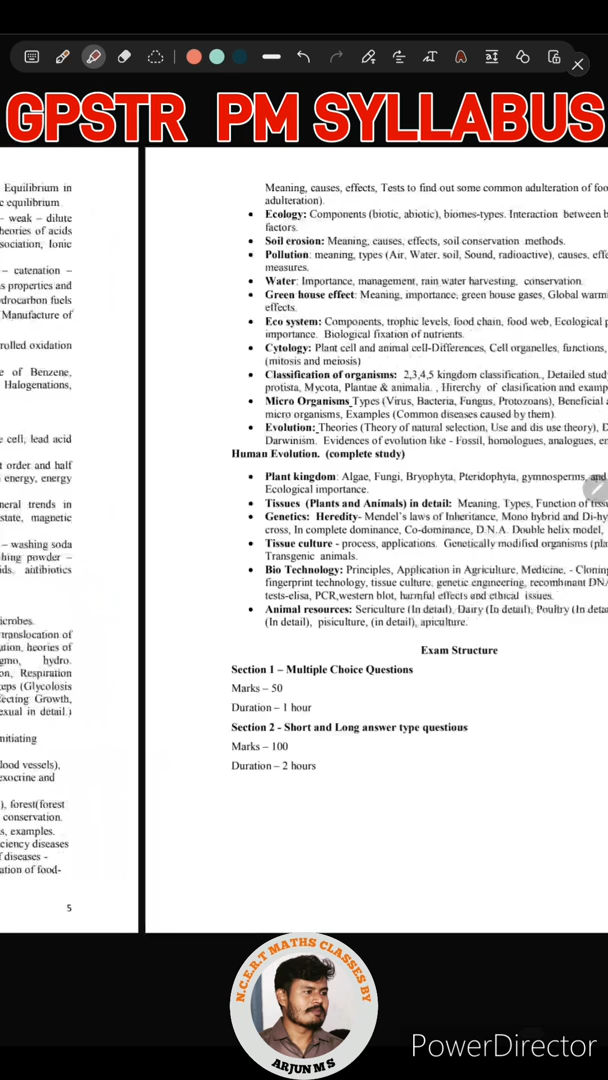 GPSTR PM SYLLABUS
Equilibrium in
equilibrium
– weak – dilute
heories of acids
sociation, Ionic
– catenation –
s properties and
ydrocarbon fuels
Manufacture of
rolled oxidation
e of Benzene,
Halogenations,
e cell, lead acid
t order and half
energy, energy
neral trends in
state, magnetic
– washing soda
hing powder –
ids. antibiotics
icrobes.
translocation of
ution, heories of
gmo, hydro.
on, Respiration
eps (Glycolosis
fecting Growth,
exual in detail.)
nitiating
lood vessels),
exocrine and
), forest(forest
conservation.
s, examples.
ciency diseases
f diseases -
ation of food-
5
Meaning, causes, effects, Tests to find out some common adulteration of foo
adulteration).
• Ecology: Components (biotic, abiotic), biomes-types. Interaction between b
factors.
• Soil erosion: Meaning, causes, effects, soil conservation methods.
• Pollution: meaning, types (Air, Water, soil, Sound, radioactive), causes, effe
measures.
• Water: Importance, management, rain water harvesting, conservation
• Green house effect: Meaning, importance, green house gases, Global warmi
effects.
• Eco system: Components, trophic levels, food chain, food web, Ecological p
importance. Biological fixation of nutrients.
• Cytology: Plant cell and animal cell-Differences, Cell organelles, functions,
(mitosis and meiosis)
• Classification of organisms: 2,3,4,5 kingdom classification., Detailed study
protista, Mycota, Plantae & animalia. , Hirerchy of clasification and examp
• Micro Organisms Types (Virus, Bacteria, Fungus, Protozoans), Beneficial a
micro organisms, Examples (Common diseases caused by them).
• Evolution: Theories (Theory of natural selection, Use and dis use theory), D
Darwinism. Evidences of evolution like - Fossil, homologues, analogues, en
Human Evolution. (complete study)
• Plant kingdom: Algae, Fungi, Bryophyta, Pteridophyta, gymnosperms, and
Ecological importance.
• Tissues (Plants and Animals) in detail: Meaning, Types, Function of tissu
• Genetics: Heredity- Mendel's laws of Inheritance, Mono hybrid and Di-hy
cross, In complete dominance, Co-dominance, D.N.A. Double helix model,
• Tissue culture - process, applications. Genetically modified organisms (pla
Transgenic animals.
• Bio Technology: Principles, Application in Agriculture, Medicine, - Cloning
fingerprint technology, tissue culture, genetic engineering, recombinant DNA
tests-elisa, PCR,western blot, harmful effects and ethical issues.
• Animal resources: Sericulture (In detail), Dairy (In detail), Poultry (In deta
(In detail), pisiculture, (in detail), apiculture.
Exam Structure
Section 1 – Multiple Choice Questions
Marks – 50
Duration – 1 hour
Section 2 - Short and Long answer type questions
Marks – 100
Duration – 2 hours
N.C.E.R.T MATHS CLASSES BY
ARJUN M S
PowerDirector